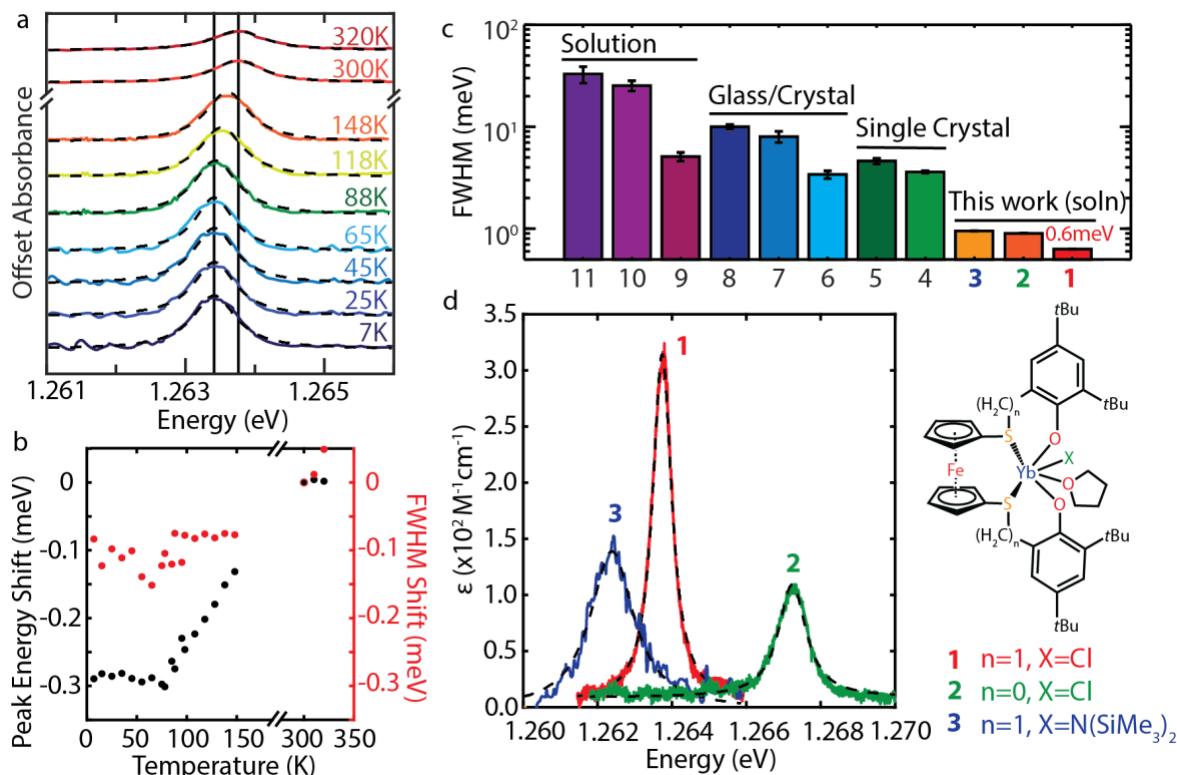 a
320K
300K
148K
118K
88K
65K
45K
25K
7K
Offset Absorbance
1.261 1.263 1.265
Energy (eV)
b
0
-0.1
-0.2
-0.3
0
-0.1
-0.2
-0.3
Peak Energy Shift (meV)
FWHM Shift (meV)
0 50 100 150 300 350
Temperature (K)
c
10²
10¹
10⁰
FWHM (meV)
Solution
Glass/Crystal
Single Crystal
This work (soln)
0.6meV
11 10 9 8 7 6 5 4 3 2 1
d
3.5
3.0
2.5
2.0
1.5
1.0
0.5
0.0
ε (x10² M⁻¹cm⁻¹)
1
3
2
1.260 1.262 1.264 1.266 1.268 1.270
Energy (eV)
tBu
tBu
(H₂C)ₙ
S
O
X
Fe
Yb
O
S
O
(H₂C)ₙ
tBu
tBu
1 n=1, X=Cl
2 n=0, X=Cl
3 n=1, X=N(SiMe₃)₂